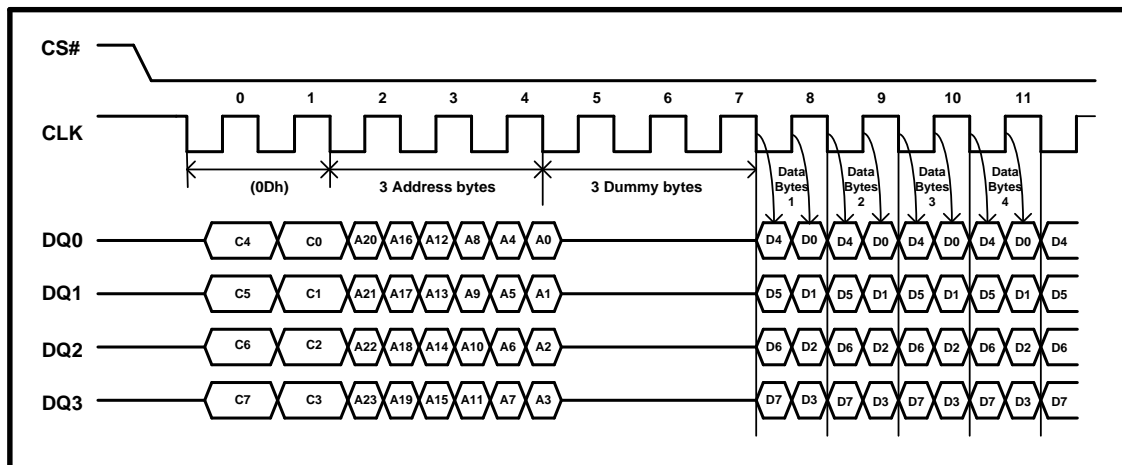 CS#
0 1 2 3 4 5 6 7 8 9 10 11
CLK
(0Dh) 3 Address bytes 3 Dummy bytes
Data Bytes 1
Data Bytes 2
Data Bytes 3
Data Bytes 4
DQ0 C4 C0 A20 A16 A12 A8 A4 A0 D4 D0 D4 D0 D4 D0 D4 D0 D4
DQ1 C5 C1 A21 A17 A13 A9 A5 A1 D5 D1 D5 D1 D5 D1 D5 D1 D5
DQ2 C6 C2 A22 A18 A14 A10 A6 A2 D6 D2 D6 D2 D6 D2 D6 D2 D6
DQ3 C7 C3 A23 A19 A15 A11 A7 A3 D7 D3 D7 D3 D7 D3 D7 D3 D7